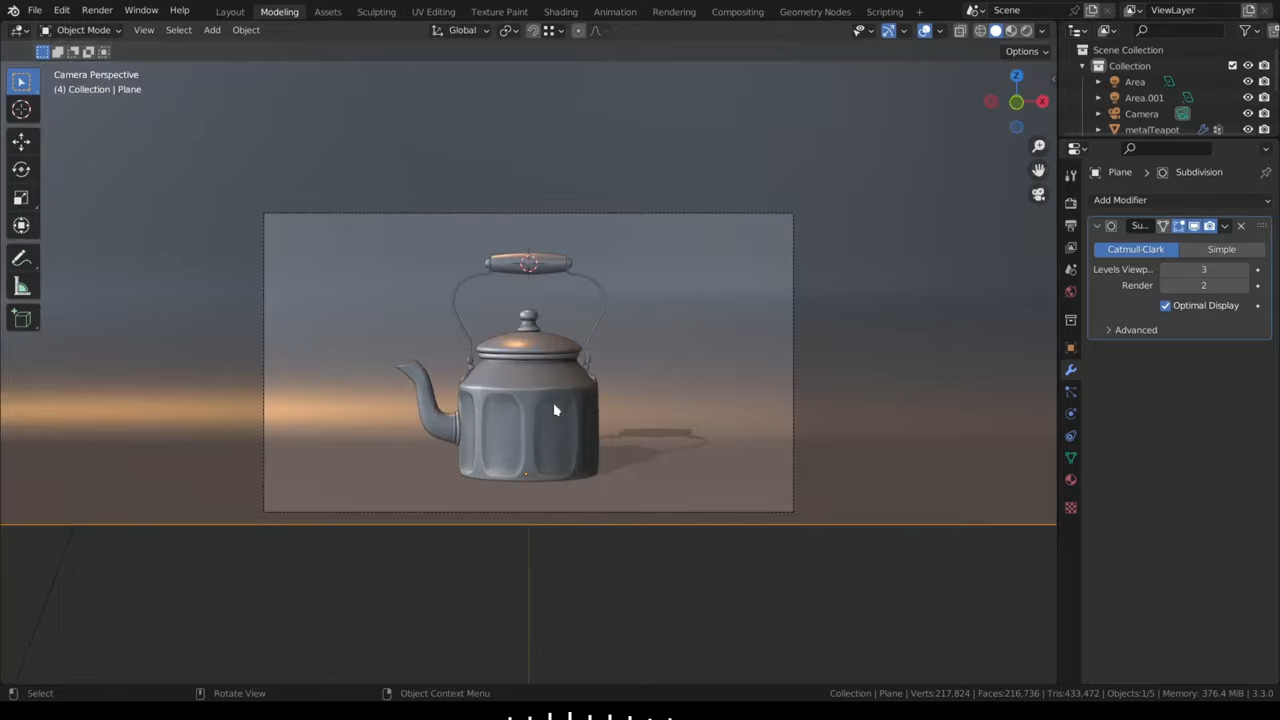 File Edit Render Window Help Layout Modeling Assets Sculpting UV Editing Texture Paint Shading Animation Rendering Compositing Geometry Nodes Scripting + Scene ViewLayer
Object Mode View Select Add Object Global
Options
Camera Perspective
(4) Collection | Plane
Z
X
Scene Collection
Collection
Area
Area.001
Camera
metalTeapot
Plane > Subdivision
Add Modifier
Su...
Catmull-Clark Simple
Levels Viewp... 3
Render 2
Optimal Display
Advanced
Select Rotate View Object Context Menu Collection | Plane | Verts:217,824 | Faces:216,736 | Tris:433,472 | Objects:1/5 | Memory: 376.4 MiB | 3.3.0